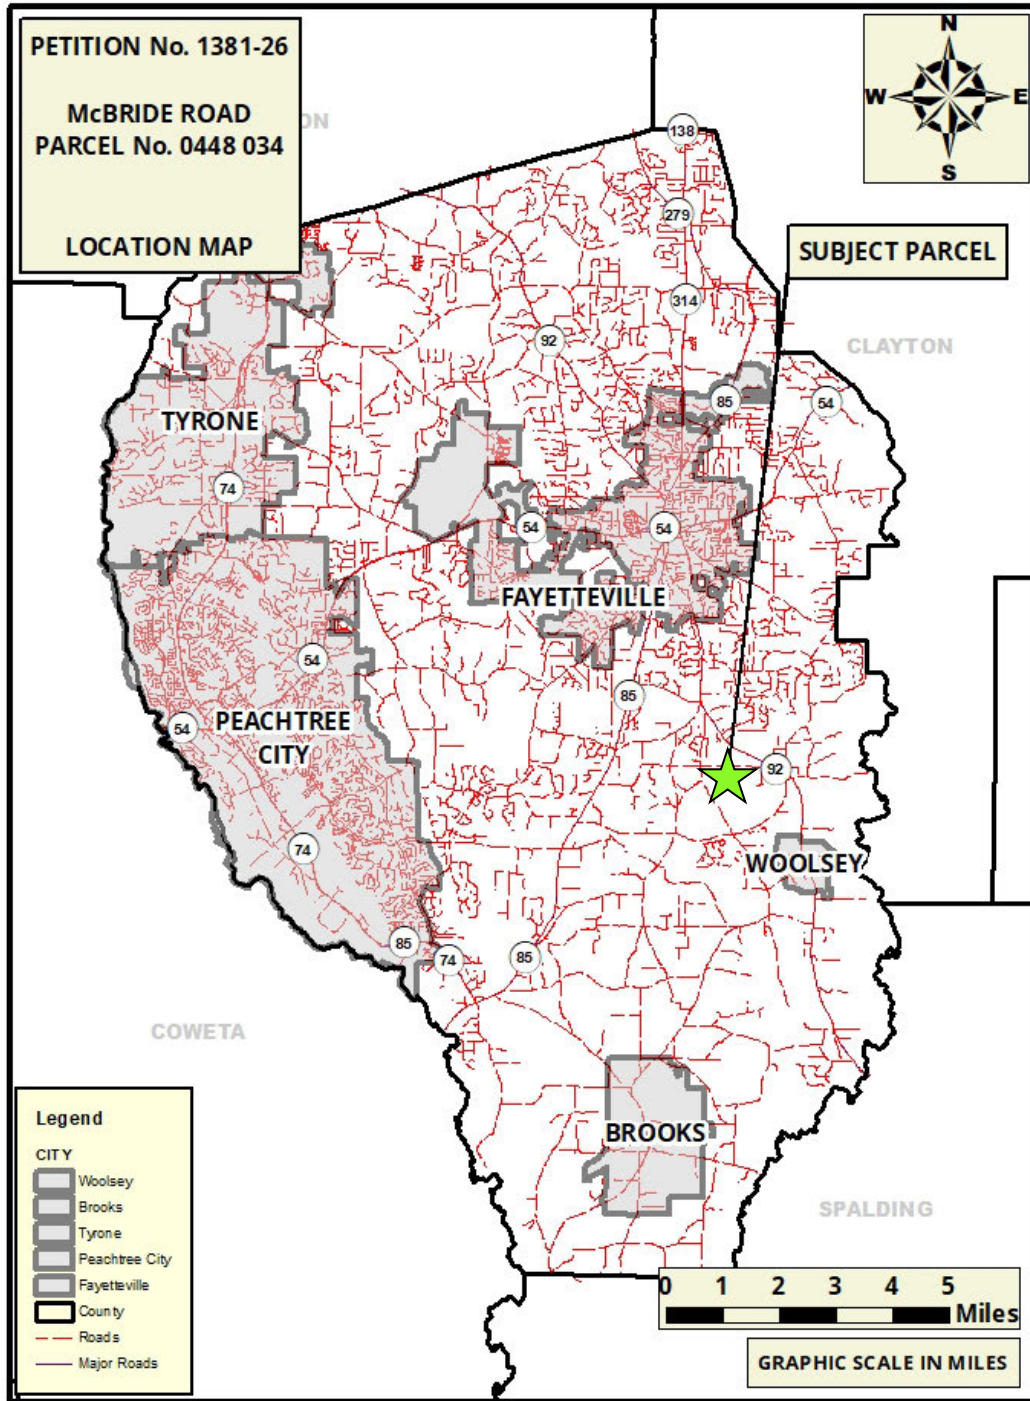 PETITION No. 1381-26
McBRIDE ROAD
PARCEL No. 0448 034
LOCATION MAP
N
W
E
S
ON
138
279
SUBJECT PARCEL
314
92
CLAYTON
85
54
TYRONE
74
54
54
FAYETTEVILLE
54
85
54
PEACHTREE
CITY
92
74
WOOLSEY
85
74
85
COWETA
BROOKS
SPALDING
Legend
CITY
Woolsey
Brooks
Tyrone
Peachtree City
Fayetteville
County
Roads
Major Roads
0 1 2 3 4 5
Miles
GRAPHIC SCALE IN MILES